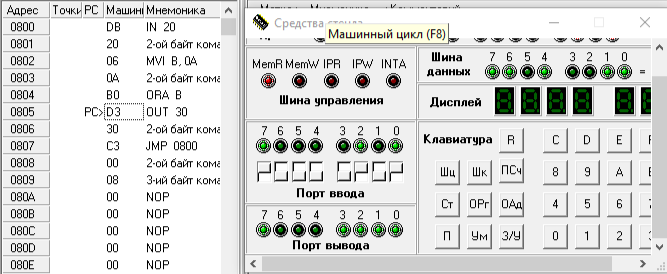 Адрес Точки PC Машин Мнемоника
0800 DB IN 20
0801 20 2-ой байт кома
0802 06 MVI B, 0A
0803 0A 2-ой байт кома
0804 B0 ORA B
0805 PC> D3 OUT 30
0806 30 2-ой байт кома
0807 C3 JMP 0800
0808 00 2-ой байт кома
0809 08 3-ий байт кома
080A 00 NOP
080B 00 NOP
080C 00 NOP
080D 00 NOP
080E 00 NOP
Средства стенда
Машинный цикл (F8)
MemR MemW IPR IPW INTA
Шина управления
Шина данных 7 6 5 4 3 2 1 0 =
Дисплей
7 6 5 4 3 2 1 0
Порт ввода
7 6 5 4 3 2 1 0
Порт вывода
Клавиатура R C D E F
Шц Шк ПСч 8 9 A B
Ст ОРг ОАд 4 5 6 7
П Ум З/У 0 1 2 3